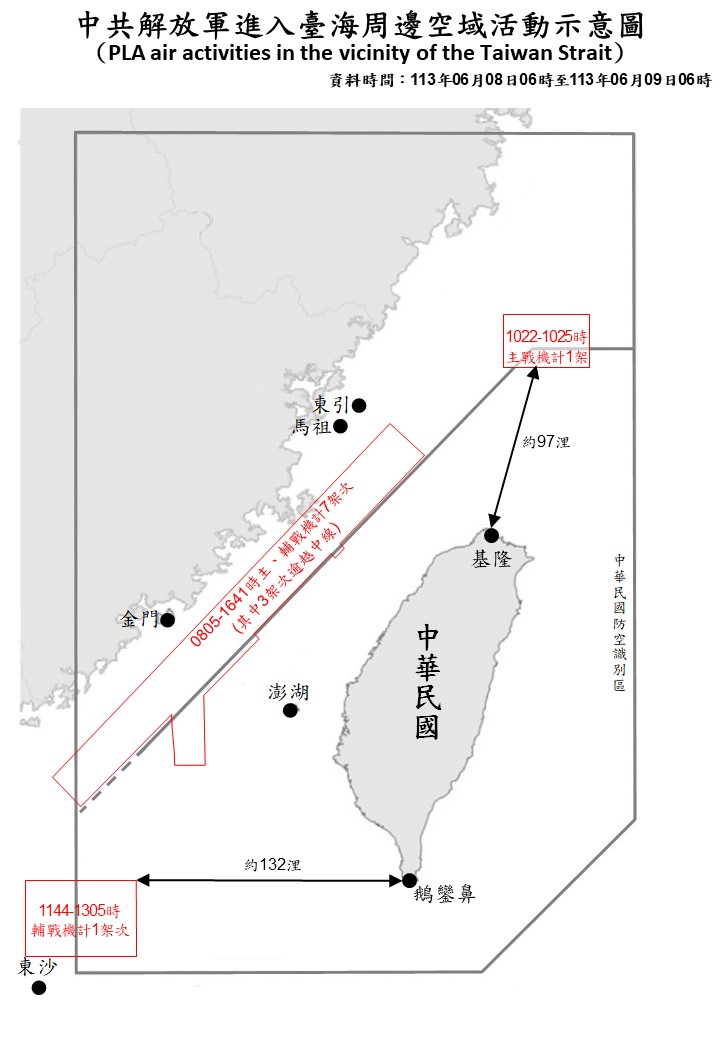 中共解放軍進入臺海周邊空域活動示意圖
（PLA air activities in the vicinity of the Taiwan Strait）
資料時間：113年06月08日06時至113年06月09日06時
1022-1025時
主戰機計1架
東引
馬祖
約97浬
0805-1641時主、輔戰機計7架次
(其中3架次逾越中線)
基隆
中華民國防空識別區
金門
中華民國
澎湖
約132浬
鵝鑾鼻
1144-1305時
輔戰機計1架次
東沙